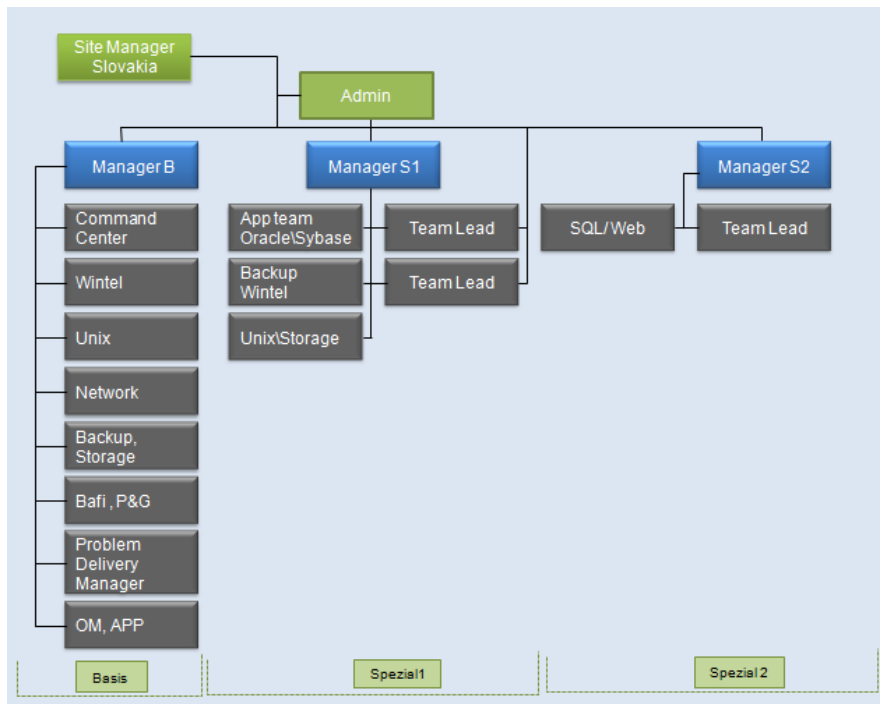 Site Manager
Slovakia
Admin
Manager B
Manager S1
Manager S2
Command
Center
App team
Oracle\Sybase
Team Lead
SQL/Web
Team Lead
Wintel
Backup
Wintel
Team Lead
Unix
Unix\Storage
Network
Backup,
Storage
Bafi , P&G
Problem
Delivery
Manager
OM, APP
Basis
Spezial1
Spezial 2